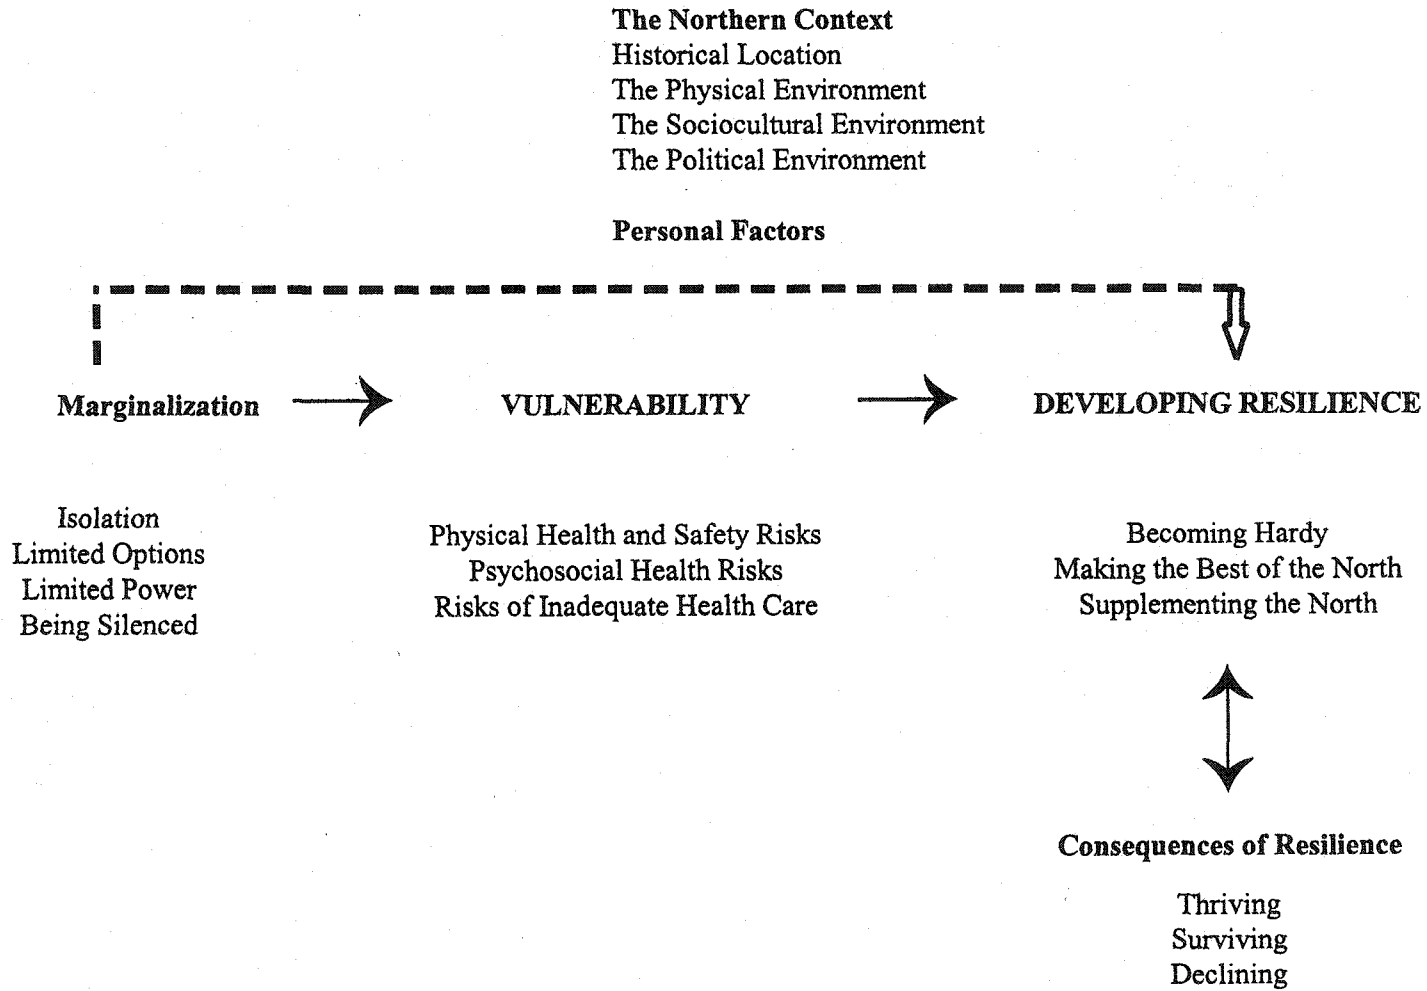 The Northern Context
Historical Location
The Physical Environment
The Sociocultural Environment
The Political Environment
Personal Factors
Marginalization
VULNERABILITY
DEVELOPING RESILIENCE
Isolation
Limited Options
Limited Power
Being Silenced
Physical Health and Safety Risks
Psychosocial Health Risks
Risks of Inadequate Health Care
Becoming Hardy
Making the Best of the North
Supplementing the North
Consequences of Resilience
Thriving
Surviving
Declining